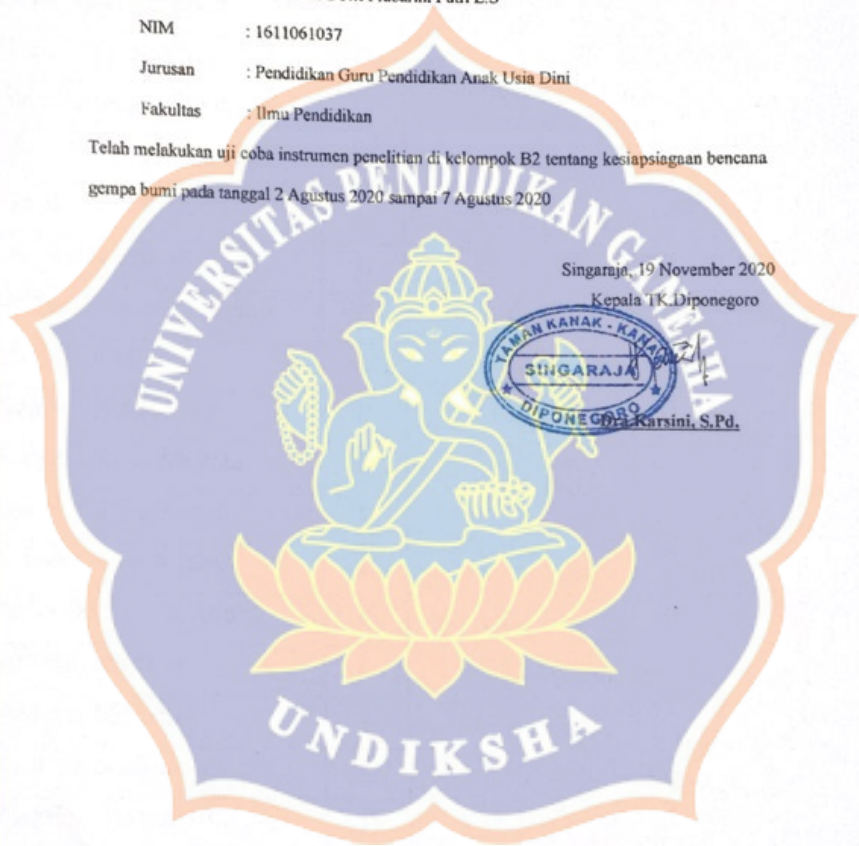 Putri E.S
NIM : 1611061037
Jurusan : Pendidikan Guru Pendidikan Anak Usia Dini
Fakultas : Ilmu Pendidikan
Telah melakukan uji coba instrumen penelitian di kelompok B2 tentang kesiapsiagaan bencana
gempa bumi pada tanggal 2 Agustus 2020 sampai 7 Agustus 2020
UNIVERSITAS PENDIDIKAN GANESHA
Singaraja, 19 November 2020
Kepala TK.Diponegoro
TAMAN KANAK - KANAK
SINGARAJA
DIPONEGORO
Dra Karsini, S.Pd.
UNDIKSHA